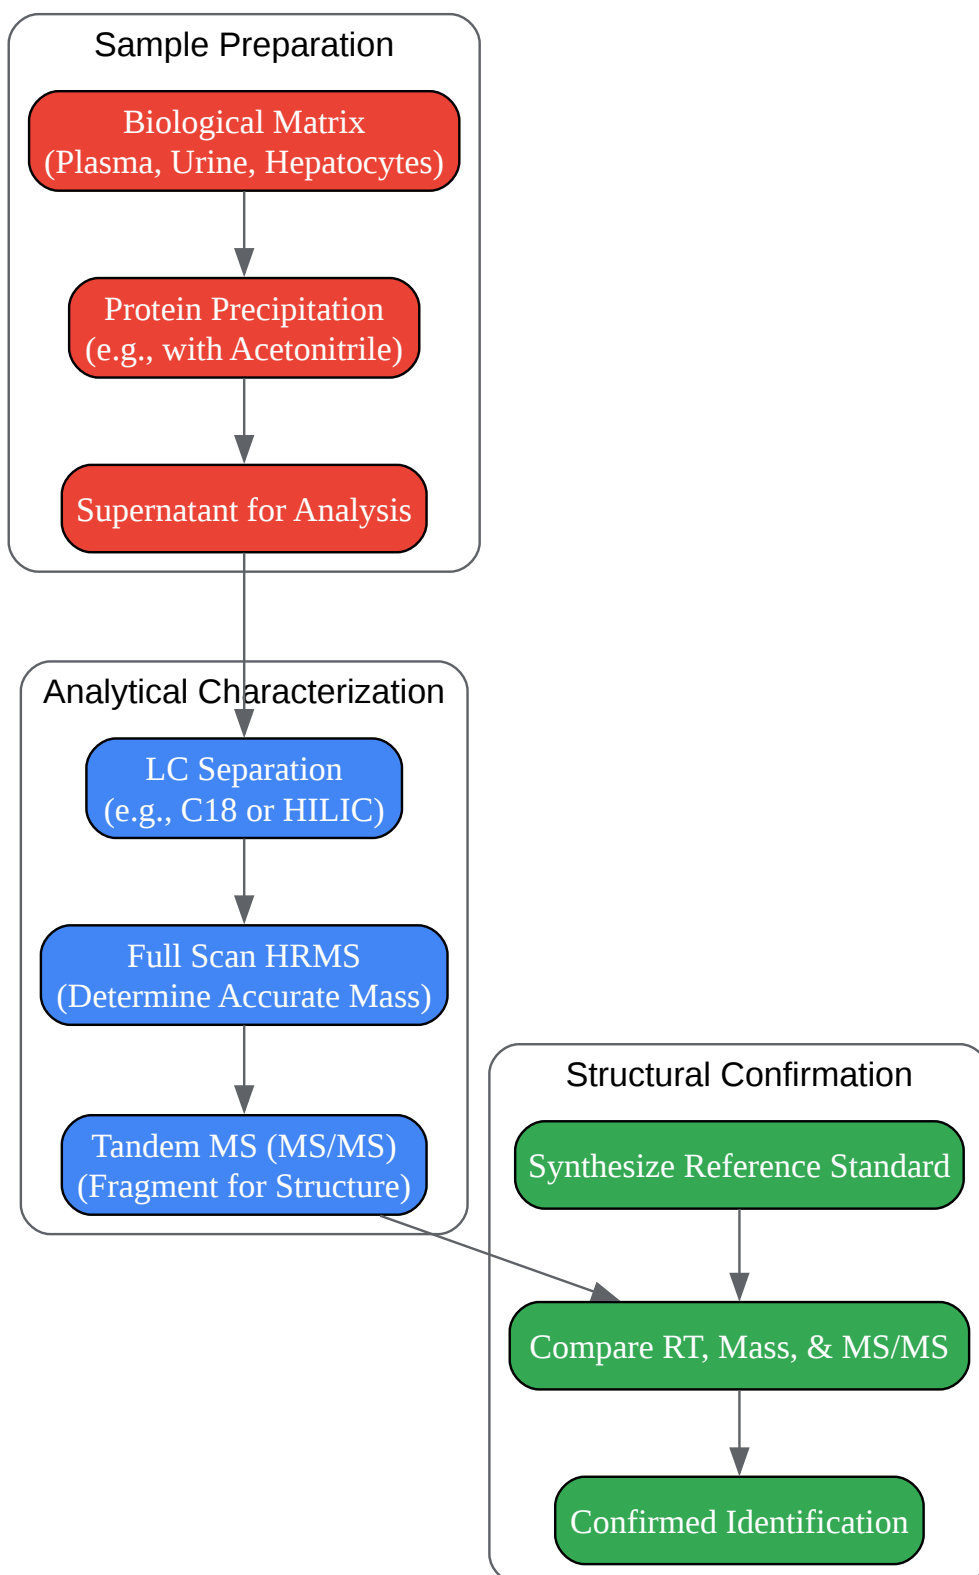 Sample Preparation
Biological Matrix
(Plasma, Urine, Hepatocytes)
Protein Precipitation
(e.g., with Acetonitrile)
Supernatant for Analysis
Analytical Characterization
LC Separation
(e.g., C18 or HILIC)
Full Scan HRMS
(Determine Accurate Mass)
Tandem MS (MS/MS)
(Fragment for Structure)
Structural Confirmation
Synthesize Reference Standard
Compare RT, Mass, & MS/MS
Confirmed Identification